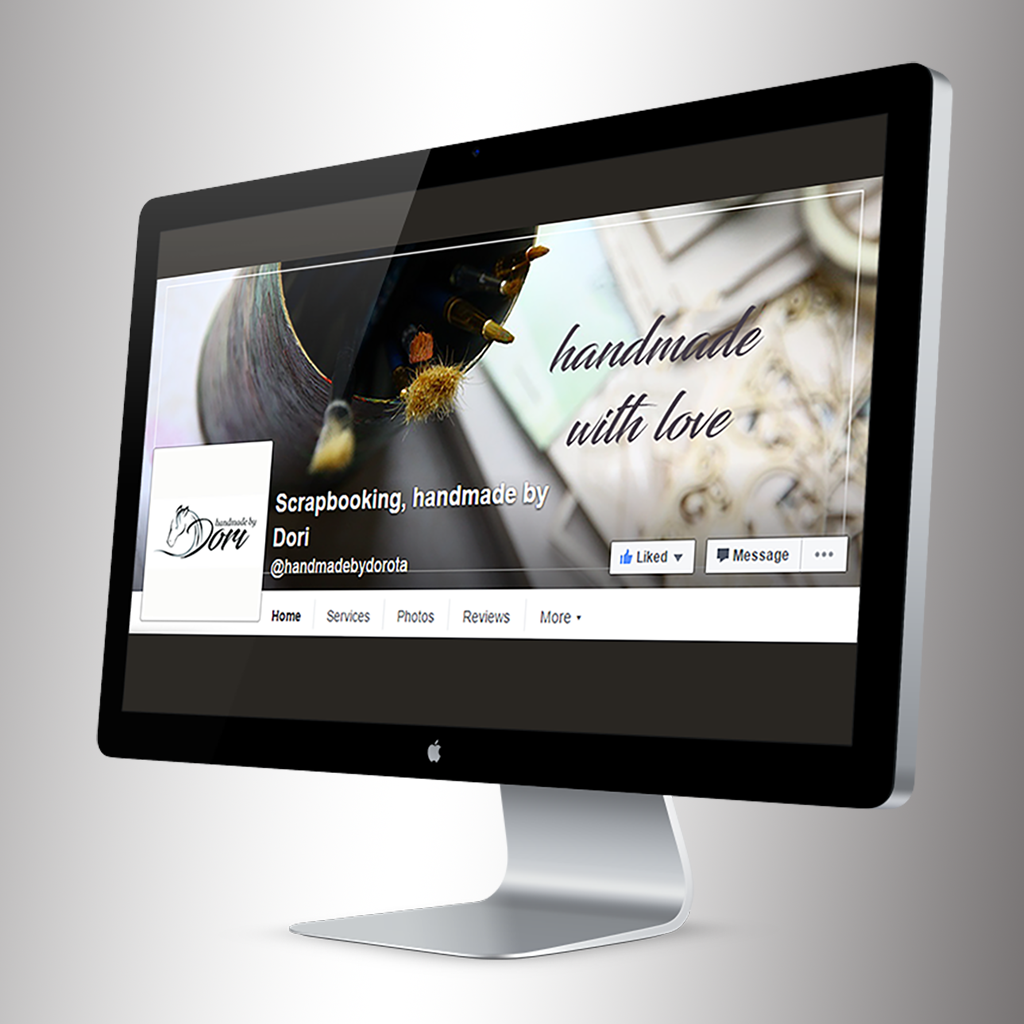 handmade
with love
handmade by
Dori
Scrapbooking, handmade by
Dori
@handmadebydorota
Liked
Message
Home Services Photos Reviews More